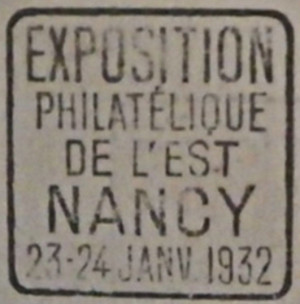 EXPOSITION
PHILATÉLIQUE
DE L'EST
NANCY
23-24 JANV. 1932